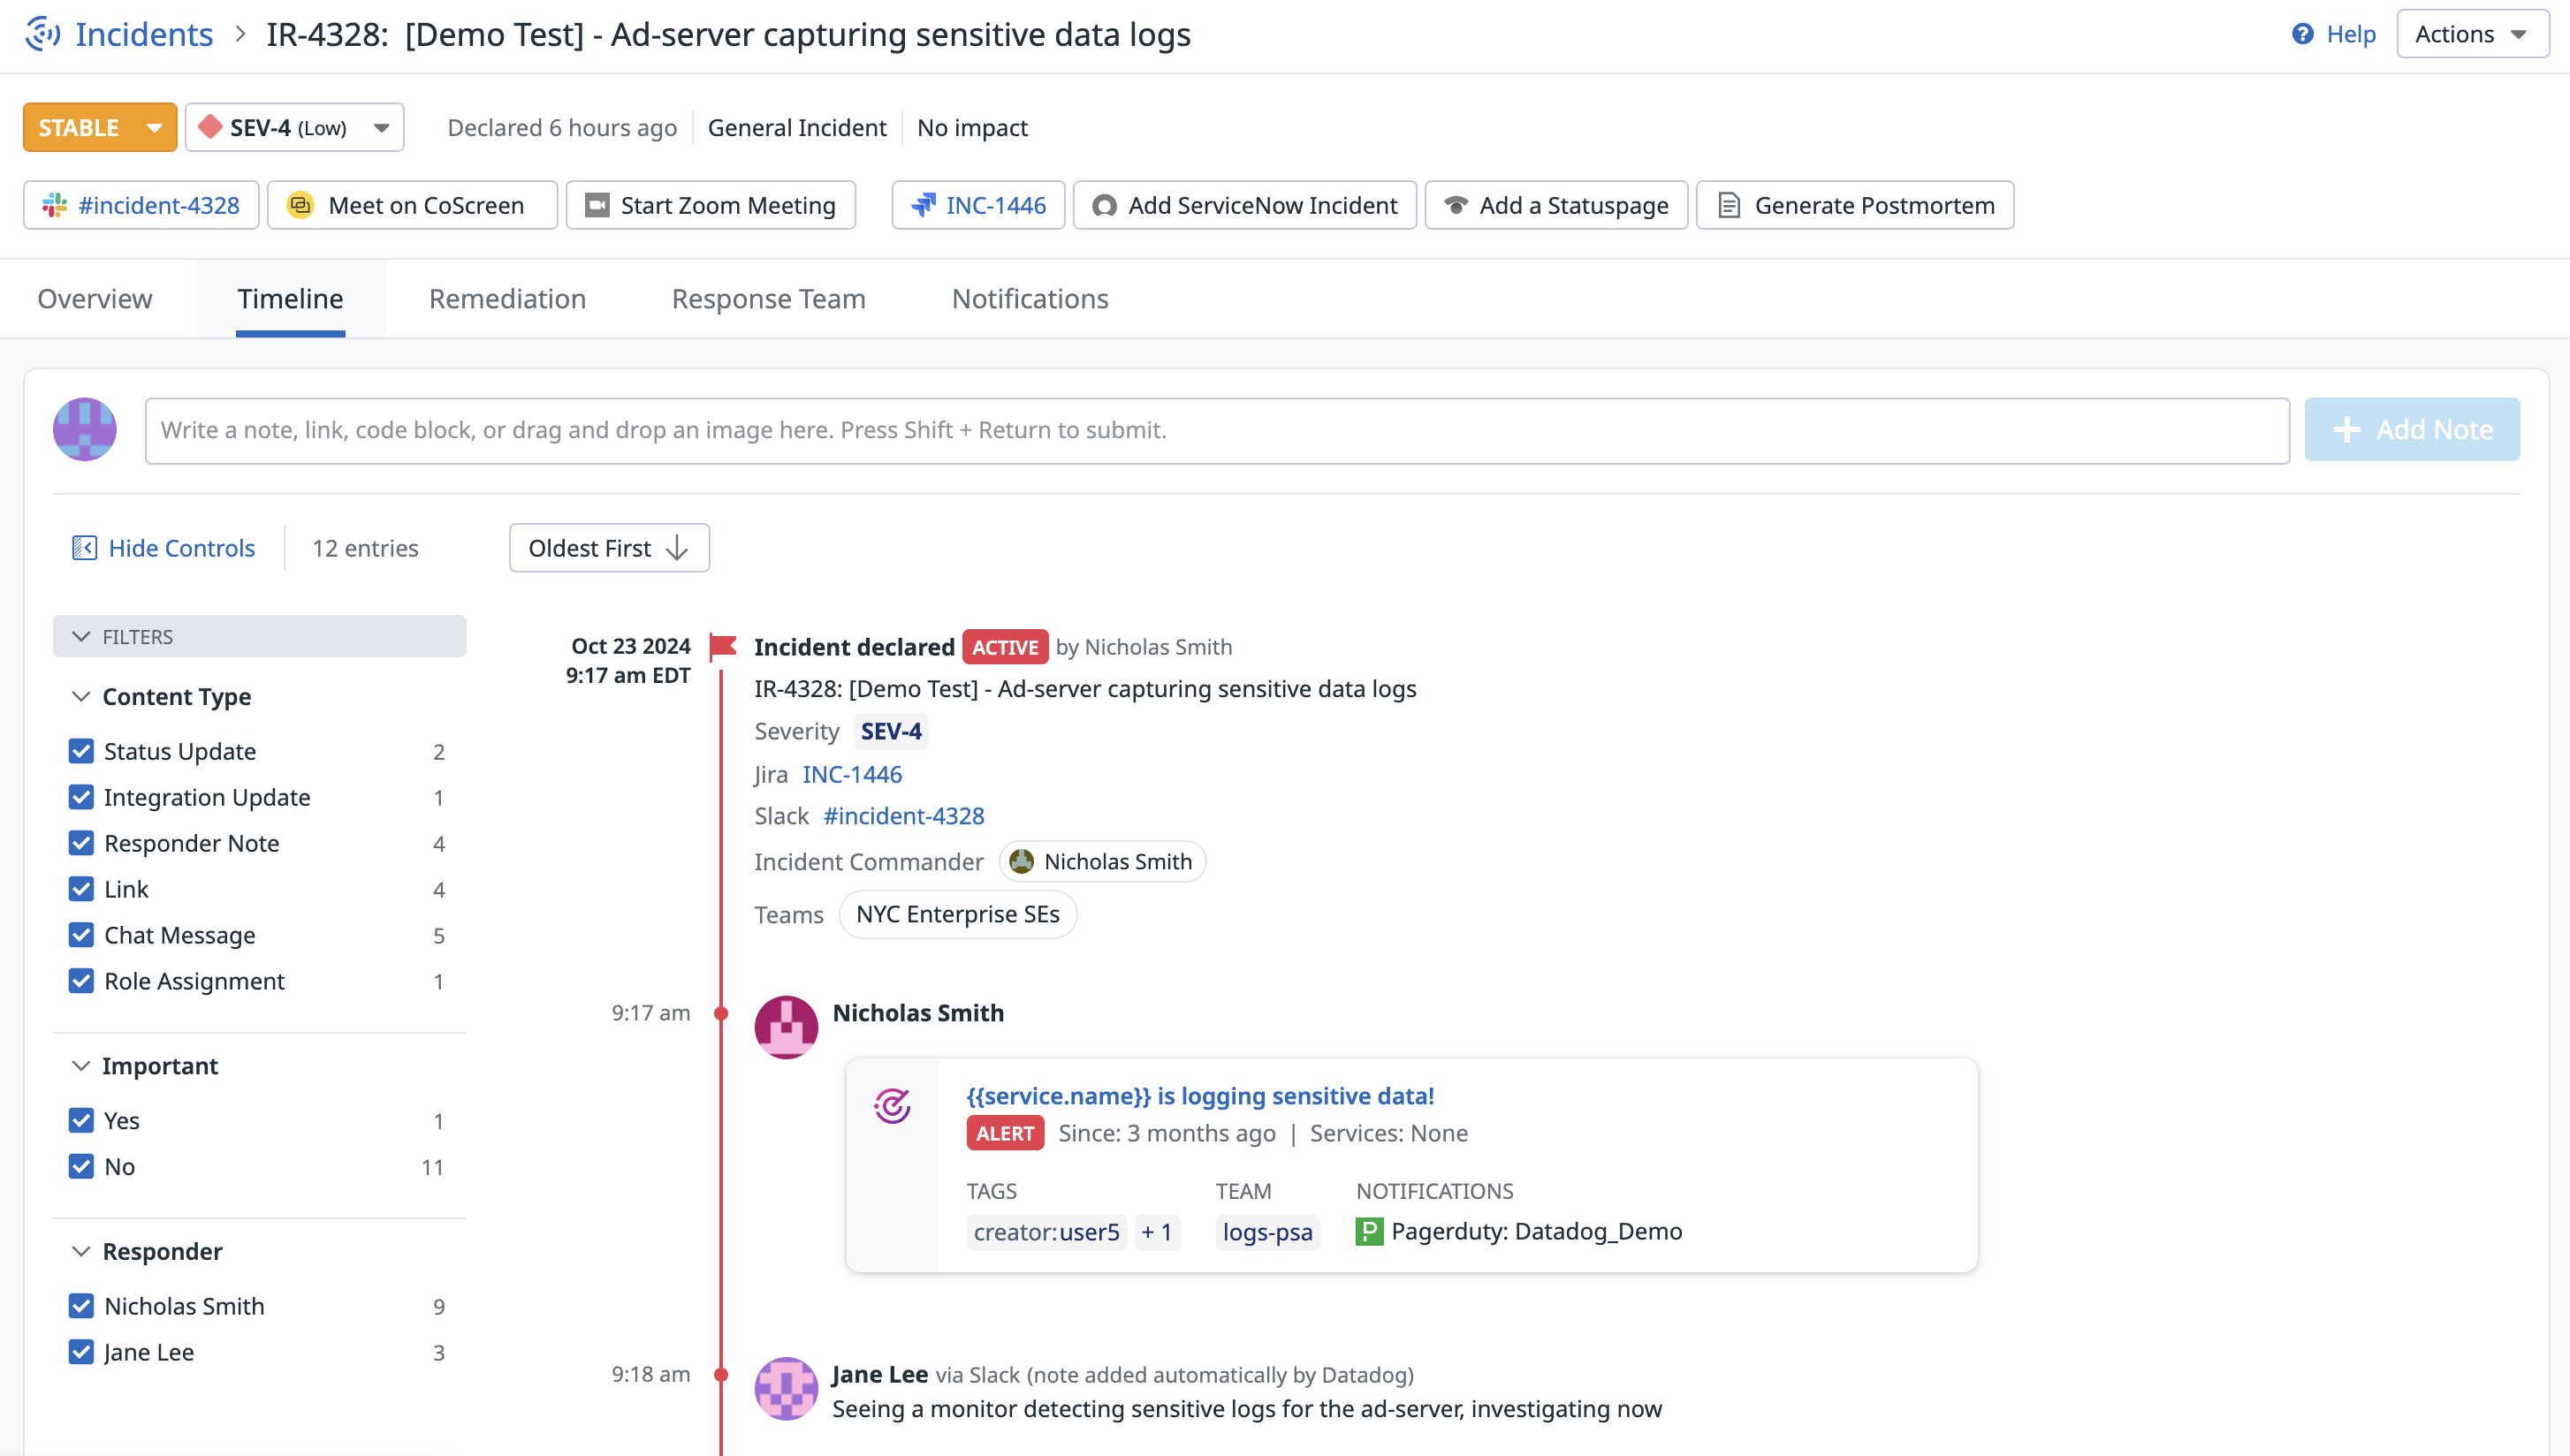 Incidents > IR-4328: [Demo Test] - Ad-server capturing sensitive data logs
Help
Actions
STABLE
SEV-4 (Low)
Declared 6 hours ago
General Incident
No impact
#incident-4328
Meet on CoScreen
Start Zoom Meeting
INC-1446
Add ServiceNow Incident
Add a Statuspage
Generate Postmortem
Overview
Timeline
Remediation
Response Team
Notifications
Write a note, link, code block, or drag and drop an image here. Press Shift + Return to submit.
+ Add Note
Hide Controls
12 entries
Oldest First
FILTERS
Content Type
Status Update 2
Integration Update 1
Responder Note 4
Link 4
Chat Message 5
Role Assignment 1
Important
Yes 1
No 11
Responder
Nicholas Smith 9
Jane Lee 3
Oct 23 2024
9:17 am EDT
Incident declared ACTIVE by Nicholas Smith
IR-4328: [Demo Test] - Ad-server capturing sensitive data logs
Severity SEV-4
Jira INC-1446
Slack #incident-4328
Incident Commander Nicholas Smith
Teams NYC Enterprise SEs
9:17 am
Nicholas Smith
{{service.name}} is logging sensitive data!
ALERT Since: 3 months ago | Services: None
TAGS
creator:user5 + 1
TEAM
logs-psa
NOTIFICATIONS
Pagerduty: Datadog_Demo
9:18 am
Jane Lee via Slack (note added automatically by Datadog)
Seeing a monitor detecting sensitive logs for the ad-server, investigating now